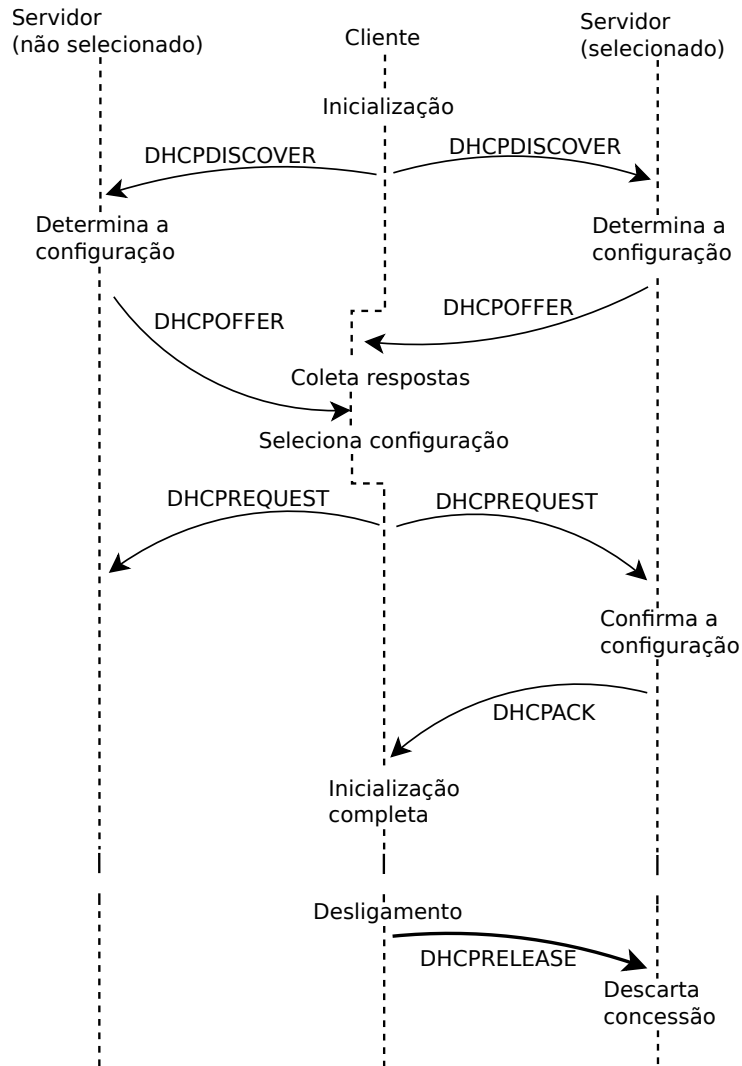 Servidor
(não selecionado)
Cliente
Servidor
(selecionado)
Inicialização
DHCPDISCOVER
DHCPDISCOVER
Determina a
configuração
Determina a
configuração
DHCPOFFER
DHCPOFFER
Coleta respostas
Seleciona configuração
DHCPREQUEST
DHCPREQUEST
Confirma a
configuração
DHCPACK
Inicialização
completa
Desligamento
DHCPRELEASE
Descarta
concessão